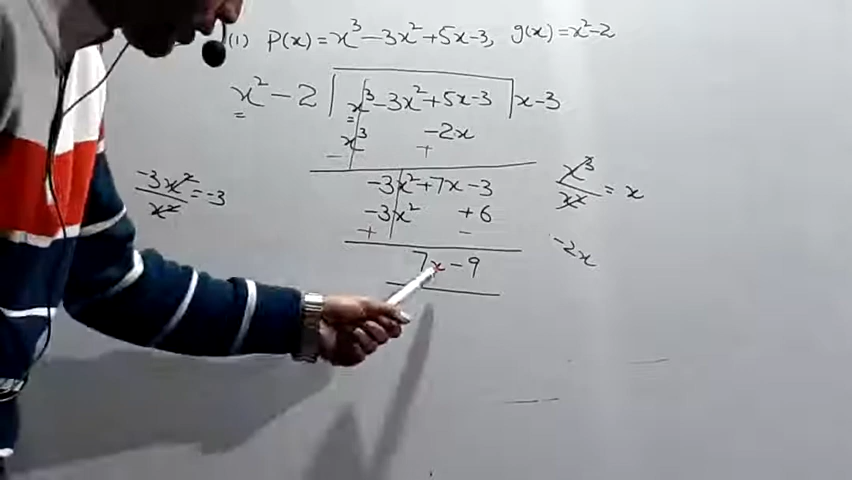 (1) P(x) = x³ - 3x² + 5x - 3, g(x) = x² - 2
x² - 2 ) x³ - 3x² + 5x - 3 ( x - 3
x³ - 2x
- +
-3x² + 7x - 3
-3x² + 6
+ -
7x - 9
-3x²/x² = -3
x³/x² = x
-2x